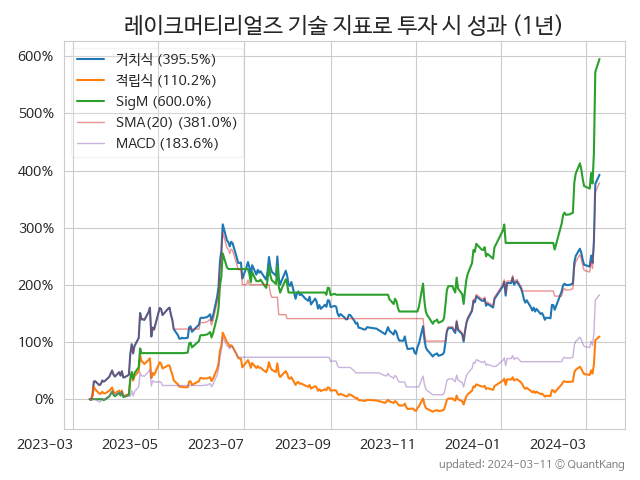 레이크머티리얼즈 기술 지표로 투자 시 성과 (1년)
거치식 (395.5%)
적립식 (110.2%)
SigM (600.0%)
SMA(20) (381.0%)
MACD (183.6%)
600%
500%
400%
300%
200%
100%
0%
2023-03 2023-05 2023-07 2023-09 2023-11 2024-01 2024-03
updated: 2024-03-11 © QuantKang